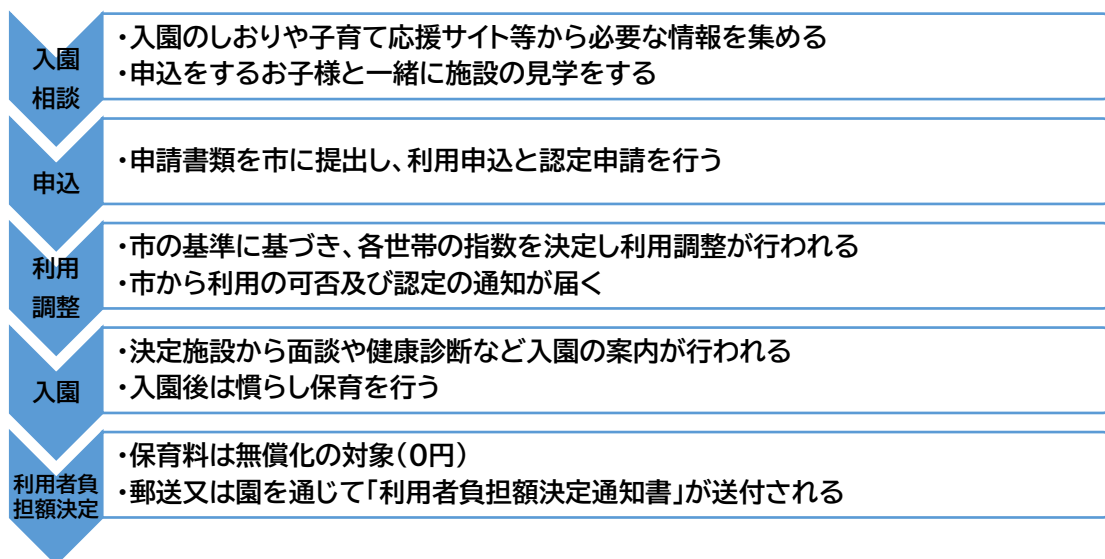 入園
相談
・入園のしおりや子育て応援サイト等から必要な情報を集める
・申込をするお子様と一緒に施設の見学をする
申込
・申請書類を市に提出し、利用申込と認定申請を行う
利用
調整
・市の基準に基づき、各世帯の指数を決定し利用調整が行われる
・市から利用の可否及び認定の通知が届く
入園
・決定施設から面談や健康診断など入園の案内が行われる
・入園後は慣らし保育を行う
利用者負
担額決定
・保育料は無償化の対象(0円)
・郵送又は園を通じて「利用者負担額決定通知書」が送付される